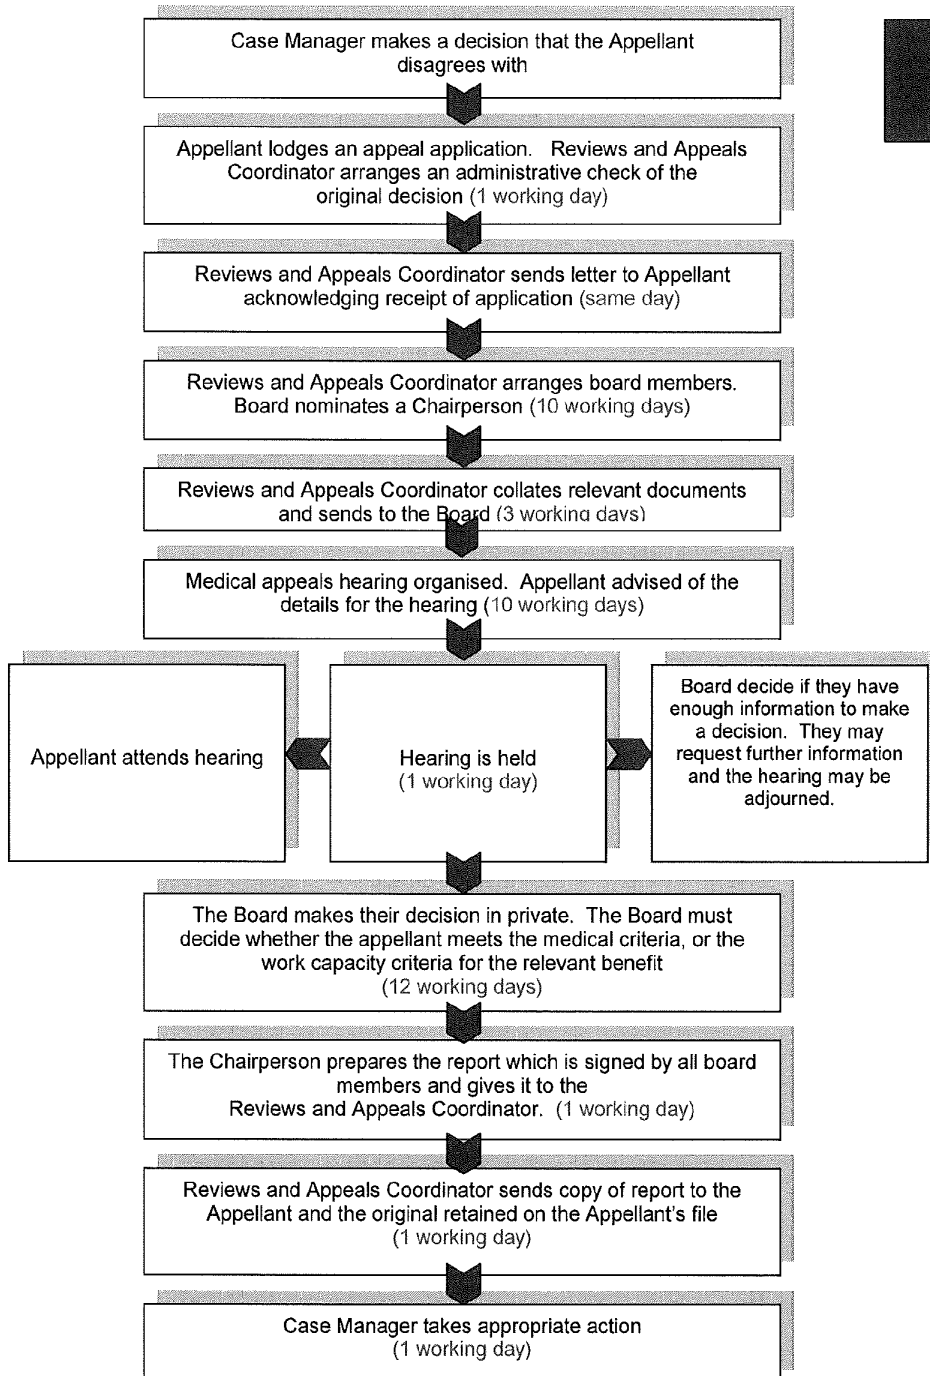 Case Manager makes a decision that the Appellant
disagrees with
Appellant lodges an appeal application. Reviews and Appeals
Coordinator arranges an administrative check of the
original decision (1 working day)
Reviews and Appeals Coordinator sends letter to Appellant
acknowledging receipt of application (same day)
Reviews and Appeals Coordinator arranges board members.
Board nominates a Chairperson (10 working days)
Reviews and Appeals Coordinator collates relevant documents
and sends to the Board (3 working days)
Medical appeals hearing organised. Appellant advised of the
details for the hearing (10 working days)
Appellant attends hearing
Hearing is held
(1 working day)
Board decide if they have
enough information to make
a decision. They may
request further information
and the hearing may be
adjourned.
The Board makes their decision in private. The Board must
decide whether the appellant meets the medical criteria, or the
work capacity criteria for the relevant benefit
(12 working days)
The Chairperson prepares the report which is signed by all board
members and gives it to the
Reviews and Appeals Coordinator. (1 working day)
Reviews and Appeals Coordinator sends copy of report to the
Appellant and the original retained on the Appellant's file
(1 working day)
Case Manager takes appropriate action
(1 working day)